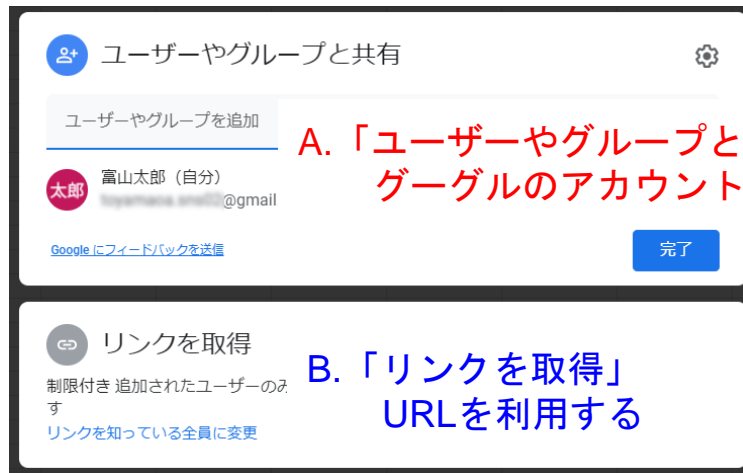 ユーザーやグループと共有
ユーザーやグループを追加
A.「ユーザーやグループと
グーグルのアカウント
太郎
富山太郎（自分）
@gmail
Google にフィードバックを送信
完了
リンクを取得
制限付き 追加されたユーザーのみ
す
リンクを知っている全員に変更
B.「リンクを取得」
URLを利用する